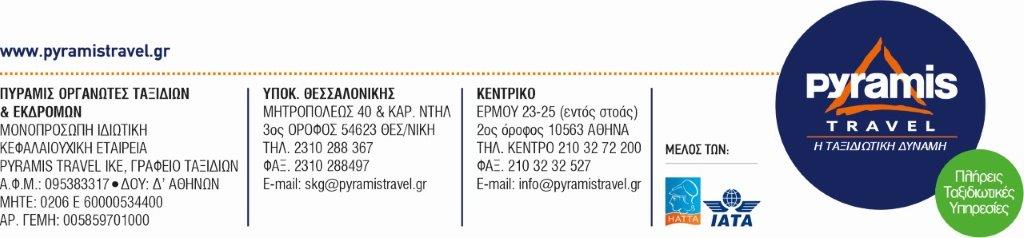 www.pyramistravel.gr
ΠΥΡΑΜΙΣ ΟΡΓΑΝΩΤΕΣ ΤΑΞΙΔΙΩΝ
& ΕΚΔΡΟΜΩΝ
ΜΟΝΟΠΡΟΣΩΠΗ ΙΔΙΩΤΙΚΗ
ΚΕΦΑΛΑΙΟΥΧΙΚΗ ΕΤΑΙΡΕΙΑ
PYRAMIS TRAVEL ΙΚΕ, ΓΡΑΦΕΙΟ ΤΑΞΙΔΙΩΝ
Α.Φ.Μ.: 095383317 • ΔΟΥ: Δ’ ΑΘΗΝΩΝ
ΜΗΤΕ: 0206 Ε 60000534400
ΑΡ. ΓΕΜΗ: 005859701000
ΥΠΟΚ. ΘΕΣΣΑΛΟΝΙΚΗΣ
ΜΗΤΡΟΠΟΛΕΩΣ 40 & ΚΑΡ. ΝΤΗΛ
3ος ΟΡΟΦΟΣ 54623 ΘΕΣ/ΝΙΚΗ
ΤΗΛ. 2310 288 367
ΦΑΞ. 2310 288497
E-mail: skg@pyramistravel.gr
ΚΕΝΤΡΙΚΟ
ΕΡΜΟΥ 23-25 (εντός στοάς)
2ος όροφος 10563 ΑΘΗΝΑ
ΤΗΛ. ΚΕΝΤΡΟ 210 32 72 200
ΦΑΞ. 210 32 32 527
E-mail: info@pyramistravel.gr
ΜΕΛΟΣ ΤΩΝ:
HATTA
IATA
pyramis
TRAVEL
Η ΤΑΞΙΔΙΩΤΙΚΗ ΔΥΝΑΜΗ
Πλήρεις
Ταξιδιωτικές
Υπηρεσίες